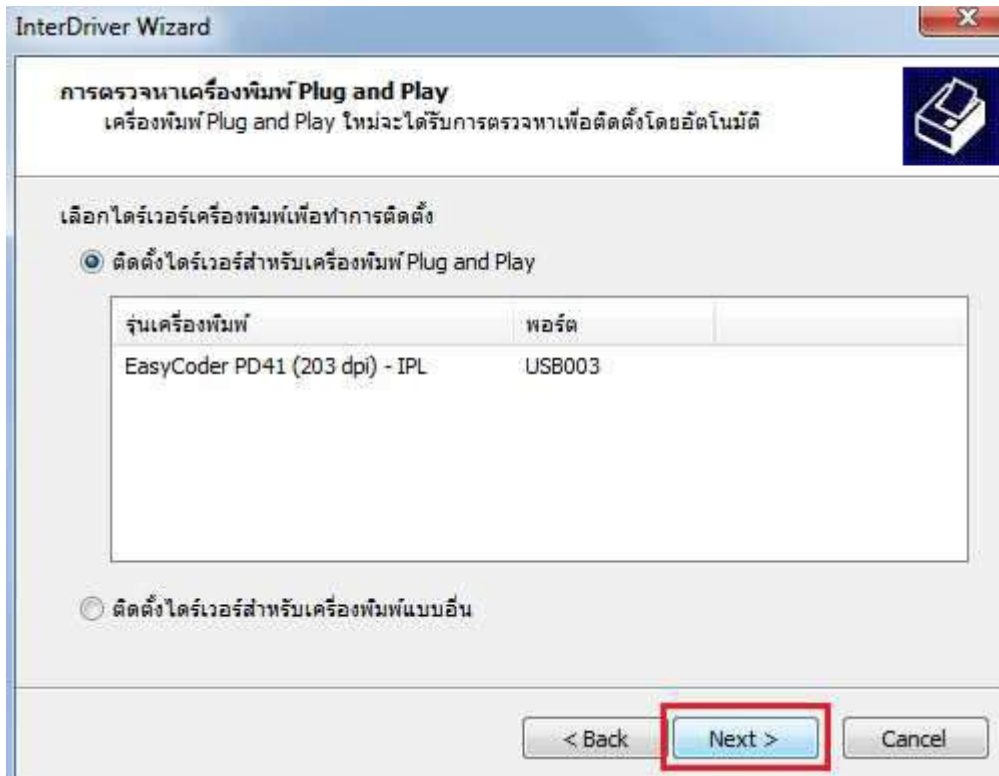 InterDriver Wizard
การตรวจหาเครื่องพิมพ์ Plug and Play
เครื่องพิมพ์ Plug and Play ใหม่จะได้รับการตรวจหาเพื่อติดตั้งโดยอัตโนมัติ
เลือกไดร์เวอร์เครื่องพิมพ์เพื่อทำการติดตั้ง
ติดตั้งไดร์เวอร์สำหรับเครื่องพิมพ์ Plug and Play
รุ่นเครื่องพิมพ์ พอร์ต
EasyCoder PD41 (203 dpi) - IPL USB003
ติดตั้งไดร์เวอร์สำหรับเครื่องพิมพ์แบบอื่น
< Back Next > Cancel